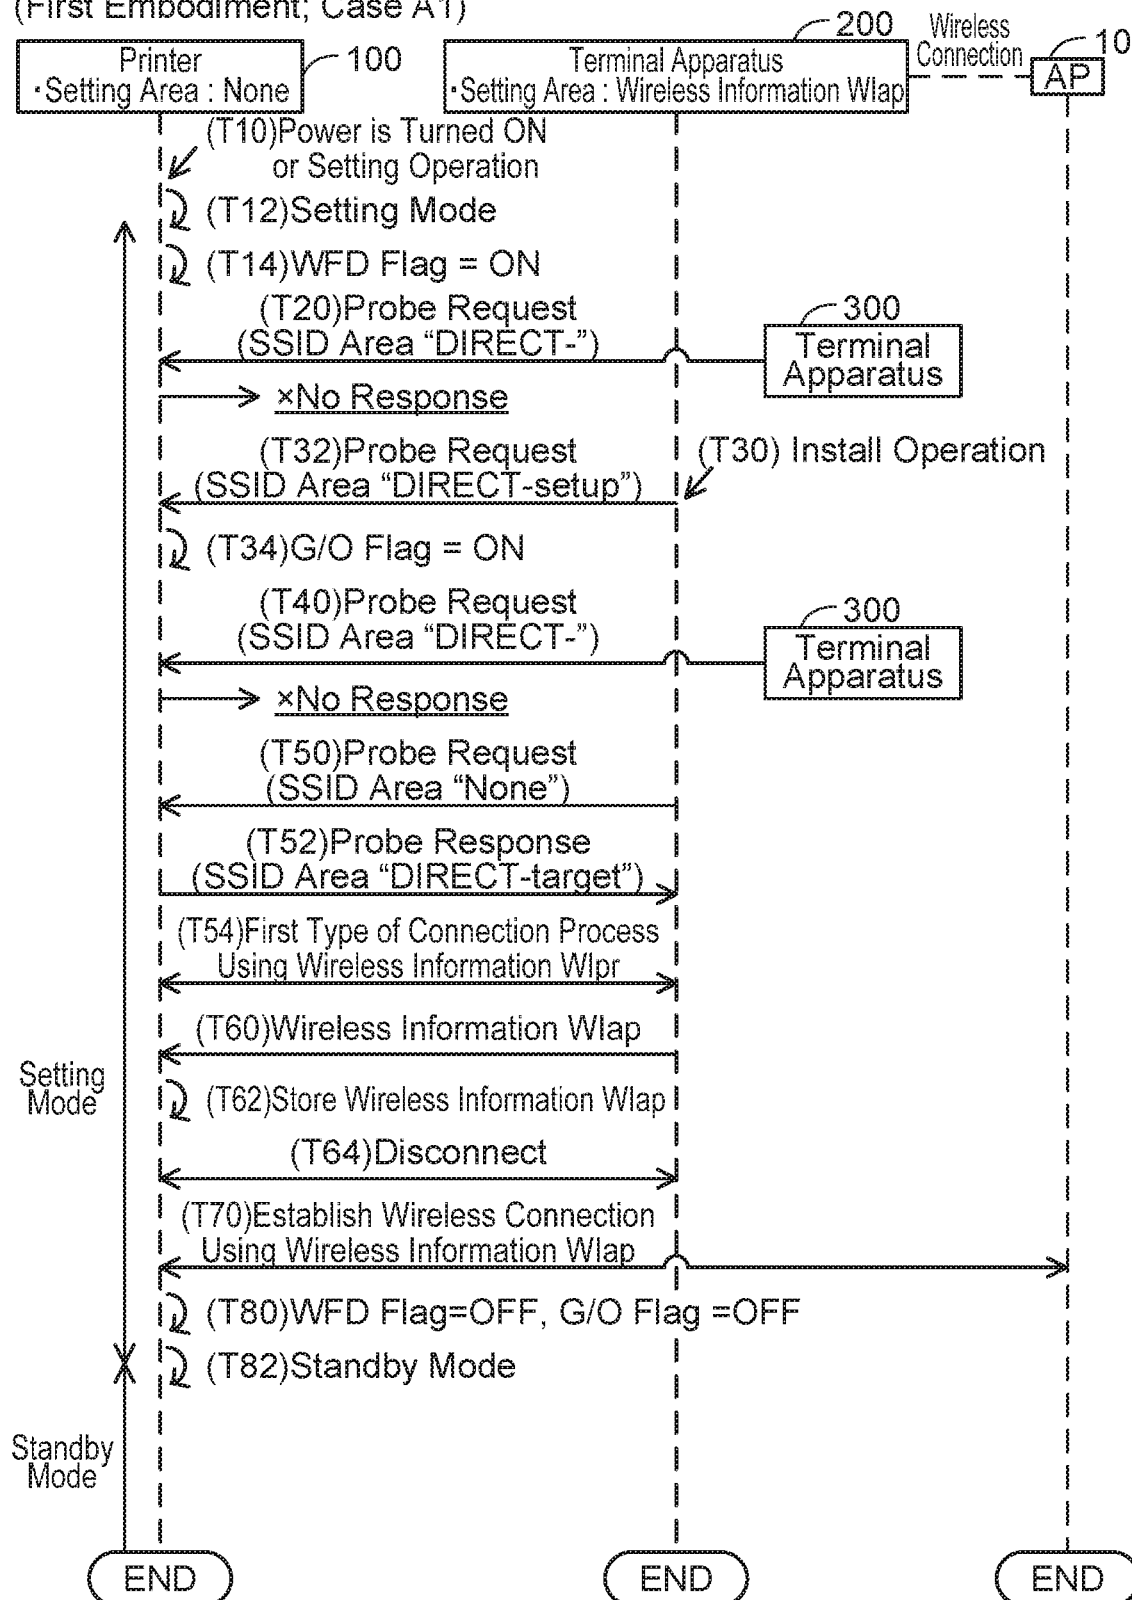 (First Embodiment; Case A1)
Printer
・Setting Area : None
100
Terminal Apparatus
・Setting Area : Wireless Information WIap
200
Wireless
Connection
10
AP
(T10)Power is Turned ON
or Setting Operation
(T12)Setting Mode
(T14)WFD Flag = ON
(T20)Probe Request
(SSID Area “DIRECT-”)
300
Terminal
Apparatus
×No Response
(T30) Install Operation
(T32)Probe Request
(SSID Area “DIRECT-setup”)
(T34)G/O Flag = ON
(T40)Probe Request
(SSID Area “DIRECT-”)
300
Terminal
Apparatus
×No Response
(T50)Probe Request
(SSID Area “None”)
(T52)Probe Response
(SSID Area “DIRECT-target”)
(T54)First Type of Connection Process
Using Wireless Information WIpr
(T60)Wireless Information WIap
Setting
Mode
(T62)Store Wireless Information WIap
(T64)Disconnect
(T70)Establish Wireless Connection
Using Wireless Information WIap
(T80)WFD Flag=OFF, G/O Flag =OFF
(T82)Standby Mode
Standby
Mode
END
END
END